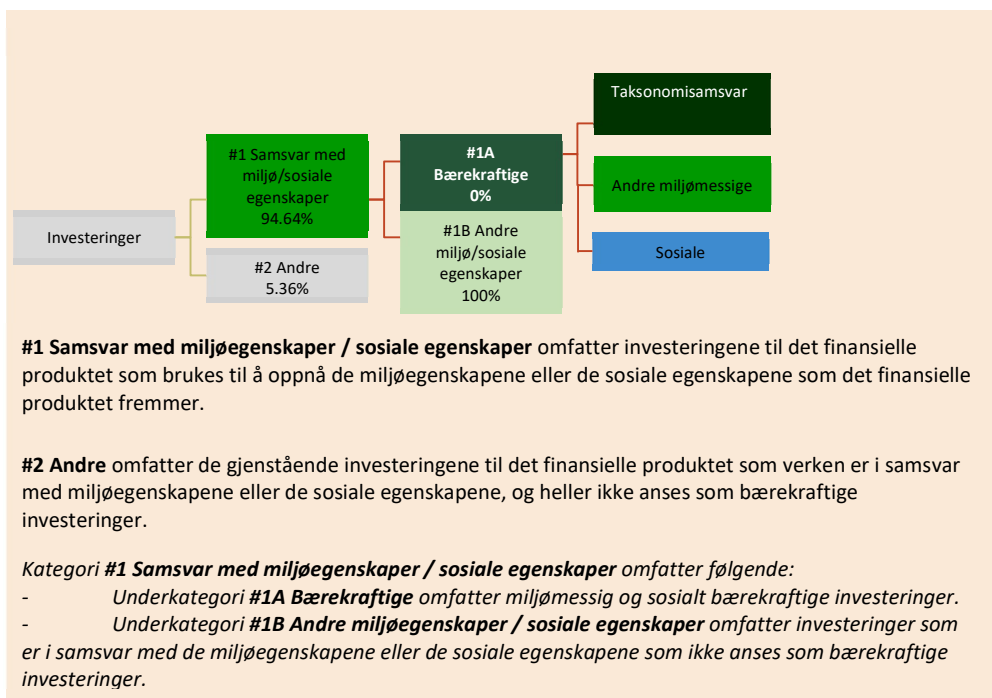 Investeringer
#1 Samsvar med
miljø/sosiale
egenskaper
94.64%
#2 Andre
5.36%
#1A
Bærekraftige
0%
#1B Andre
miljø/sosiale
egenskaper
100%
Taksonomisamsvar
Andre miljømessige
Sosiale
#1 Samsvar med miljøegenskaper / sosiale egenskaper omfatter investeringene til det finansielle
produktet som brukes til å oppnå de miljøegenskapene eller de sosiale egenskapene som det finansielle
produktet fremmer.
#2 Andre omfatter de gjenstående investeringene til det finansielle produktet som verken er i samsvar
med miljøegenskapene eller de sosiale egenskapene, og heller ikke anses som bærekraftige
investeringer.
Kategori #1 Samsvar med miljøegenskaper / sosiale egenskaper omfatter følgende:
- Underkategori #1A Bærekraftige omfatter miljømessig og sosialt bærekraftige investeringer.
- Underkategori #1B Andre miljøegenskaper / sosiale egenskaper omfatter investeringer som
er i samsvar med de miljøegenskapene eller de sosiale egenskapene som ikke anses som bærekraftige
investeringer.